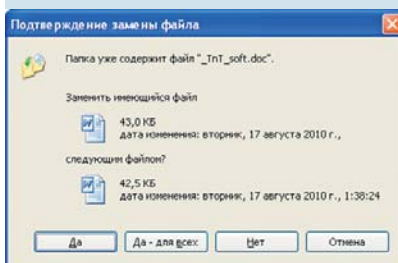 Подтверждение замены файла
Папка уже содержит файл "_TnT_soft.doc".
Заменить имеющийся файл
43,0 КБ
дата изменения: вторник, 17 августа 2010 г.,
следующим файлом?
42,5 КБ
дата изменения: вторник, 17 августа 2010 г., 1:38:24
Да
Да - для всех
Нет
Отмена